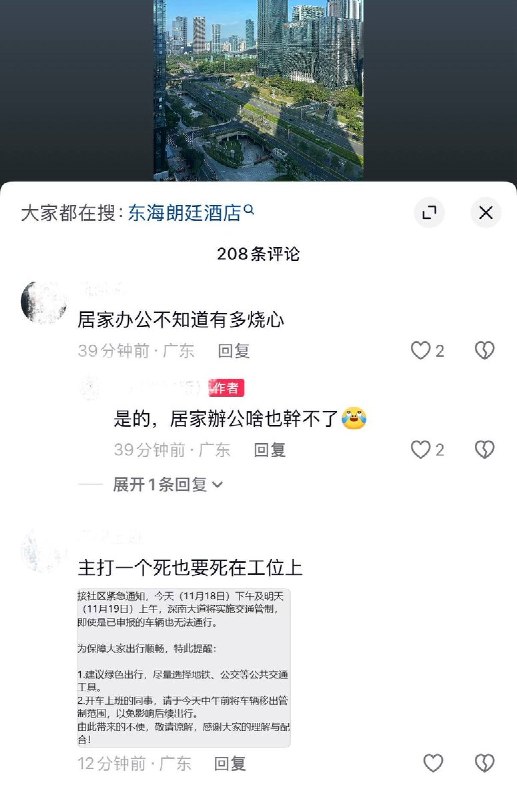 大家都在搜：东海朗廷酒店
208条评论
居家办公不知道有多烧心
39分钟前·广东 回复
2
作者
是的，居家辦公啥也幹不了😭
39分钟前·广东 回复
2
展开1条回复
主打一个死也要死在工位上
接社区紧急通知，今天（11月18日）下午及明天
（11月19日）上午，深南大道将实施交通管制，
即使是已申报的车辆也无法通行。
为保障大家出行顺畅，特此提醒：
1.建议绿色出行，尽量选择地铁、公交等公共交通
工具。
2.开车上班的同事，请于今天中午前将车辆移出管
制范围，以免影响后续出行。
由此带来的不便，敬请谅解，感谢大家的理解与配
合！
12分钟前·广东 回复